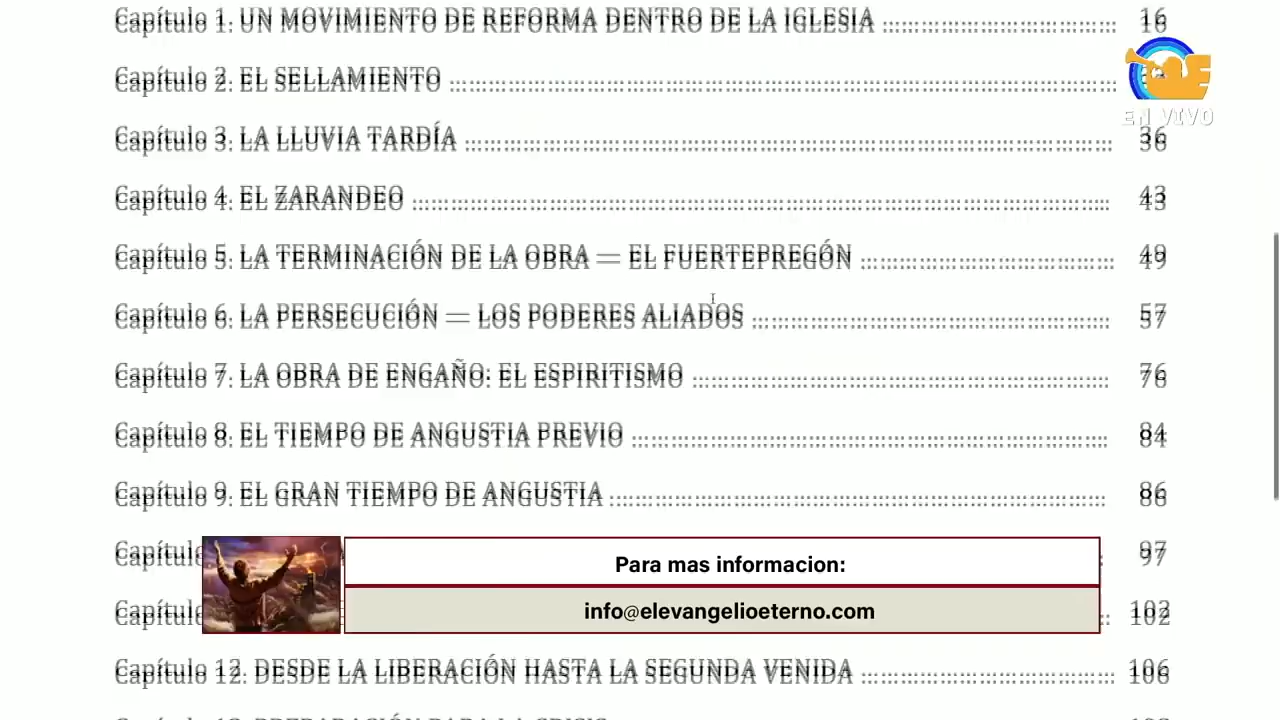 Capítulo 1. UN MOVIMIENTO DE REFORMA DENTRO DE LA IGLESIA ........................ 16
EN VIVO
Capítulo 2. EL SELLAMIENTO ........................
Capítulo 3. LA LLUVIA TARDÍA ........................ 36
Capítulo 4. EL ZARANDEO ........................ 43
Capítulo 5. LA TERMINACIÓN DE LA OBRA — EL FUERTEPREGÓN ........................ 49
Capítulo 6. LA PERSECUCIÓN — LOS PODERES ALIADOS ........................ 57
Capítulo 7. LA OBRA DE ENGAÑO: EL ESPIRITISMO ........................ 76
Capítulo 8. EL TIEMPO DE ANGUSTIA PREVIO ........................ 84
Capítulo 9. EL GRAN TIEMPO DE ANGUSTIA ........................ 86
97
Para mas informacion:
info@elevangelioeterno.com
102
Capítulo 12. DESDE LA LIBERACIÓN HASTA LA SEGUNDA VENIDA ........................ 106